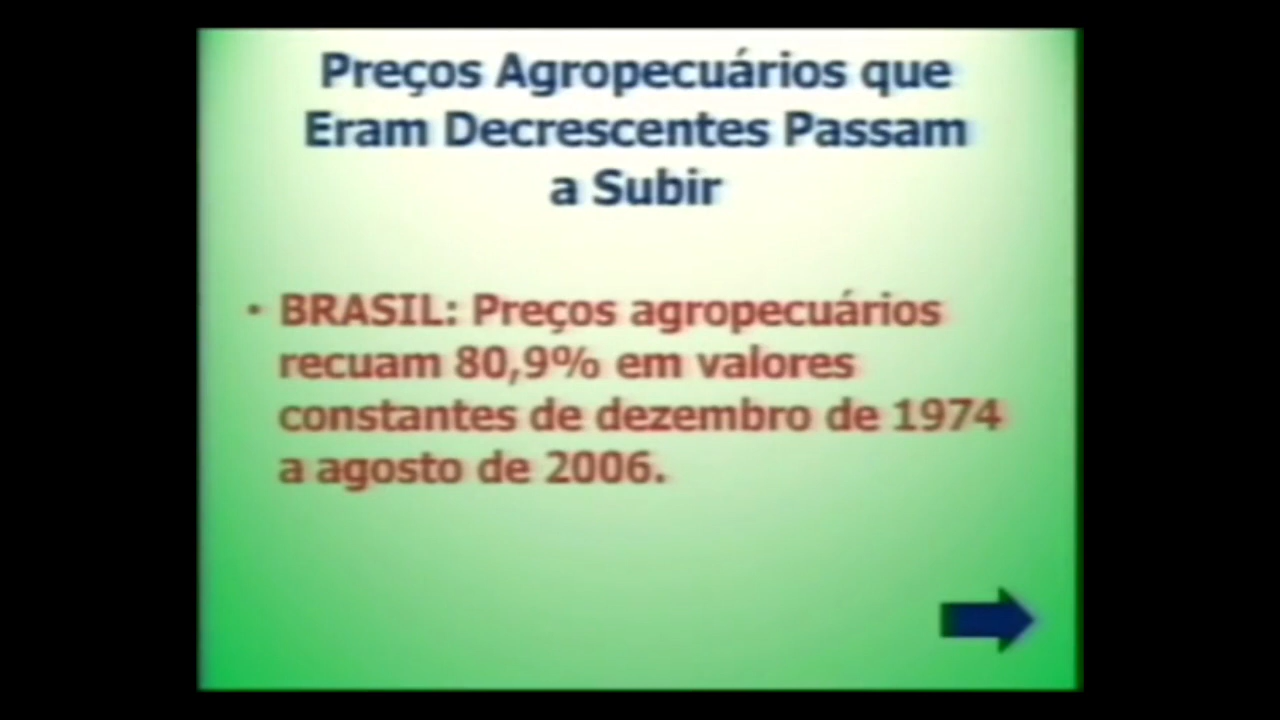 Preços Agropecuários que
Eram Decrescentes Passam
a Subir
• BRASIL: Preços agropecuários
recuam 80,9% em valores
constantes de dezembro de 1974
a agosto de 2006.